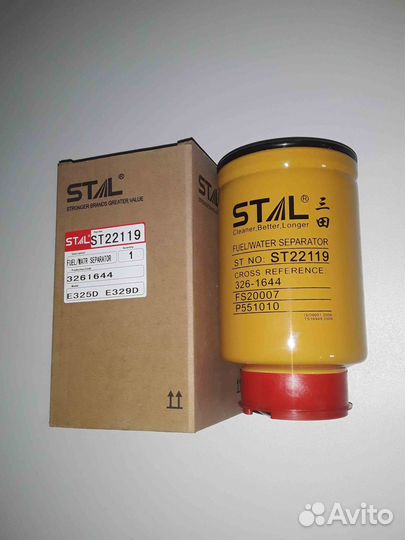 STAL®
STRONGER BRANDS GREATER VALUE
STAL ST22119
FUEL/WATR SEPARATOR 1
3261644
E325D E329D
STAL® 三田
Cleaner,Better,Longer
FUEL/WATER SEPARATOR
ST NO: ST22119
CROSS REFERENCE:
326-1644
FS20007
P551010
Avito